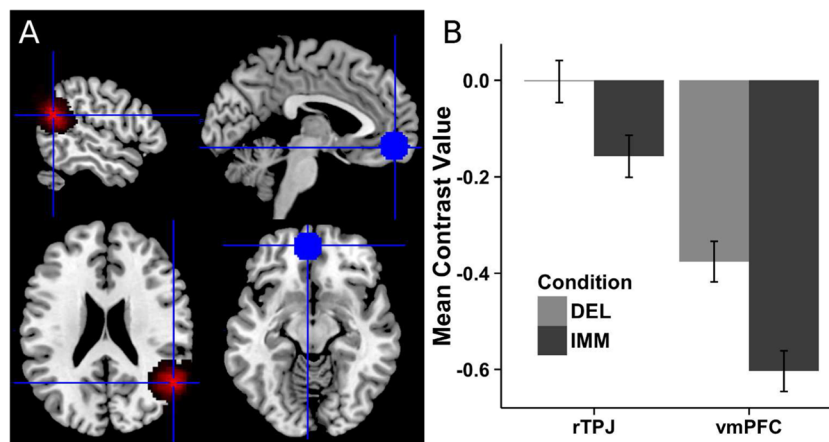 A
B
Mean Contrast Value
0.0
-0.2
-0.4
-0.6
Condition
DEL
IMM
rTPJ
vmPFC